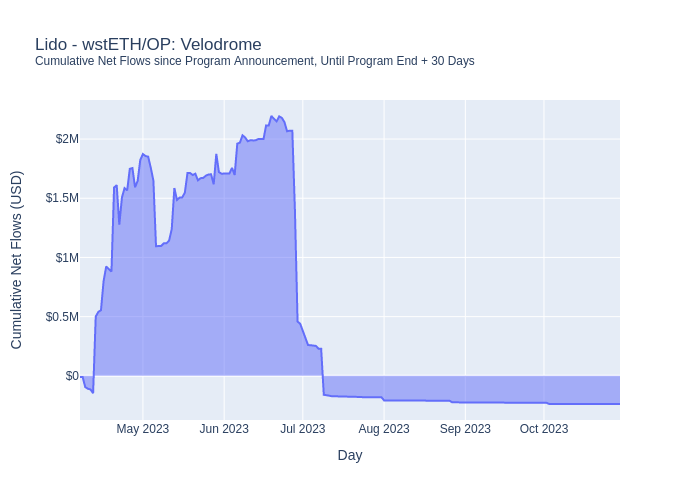 Lido - wstETH/OP: Velodrome
Cumulative Net Flows since Program Announcement, Until Program End + 30 Days
Cumulative Net Flows (USD)
$2M
$1.5M
$1M
$0.5M
$0
May 2023
Jun 2023
Jul 2023
Aug 2023
Sep 2023
Oct 2023
Day